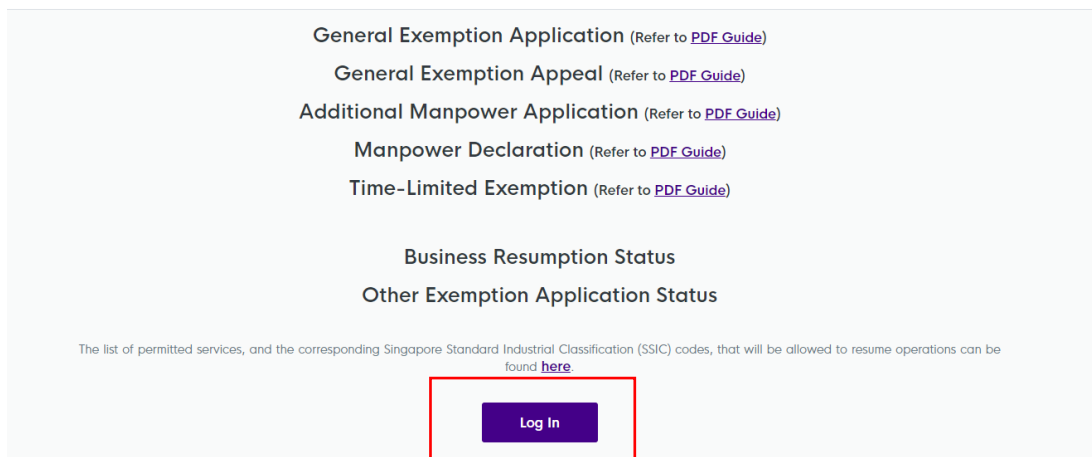 General Exemption Application (Refer to PDF Guide)
General Exemption Appeal (Refer to PDF Guide)
Additional Manpower Application (Refer to PDF Guide)
Manpower Declaration (Refer to PDF Guide)
Time-Limited Exemption (Refer to PDF Guide)
Business Resumption Status
Other Exemption Application Status
The list of permitted services, and the corresponding Singapore Standard Industrial Classification (SSIC) codes, that will be allowed to resume operations can be
found here.
Log In